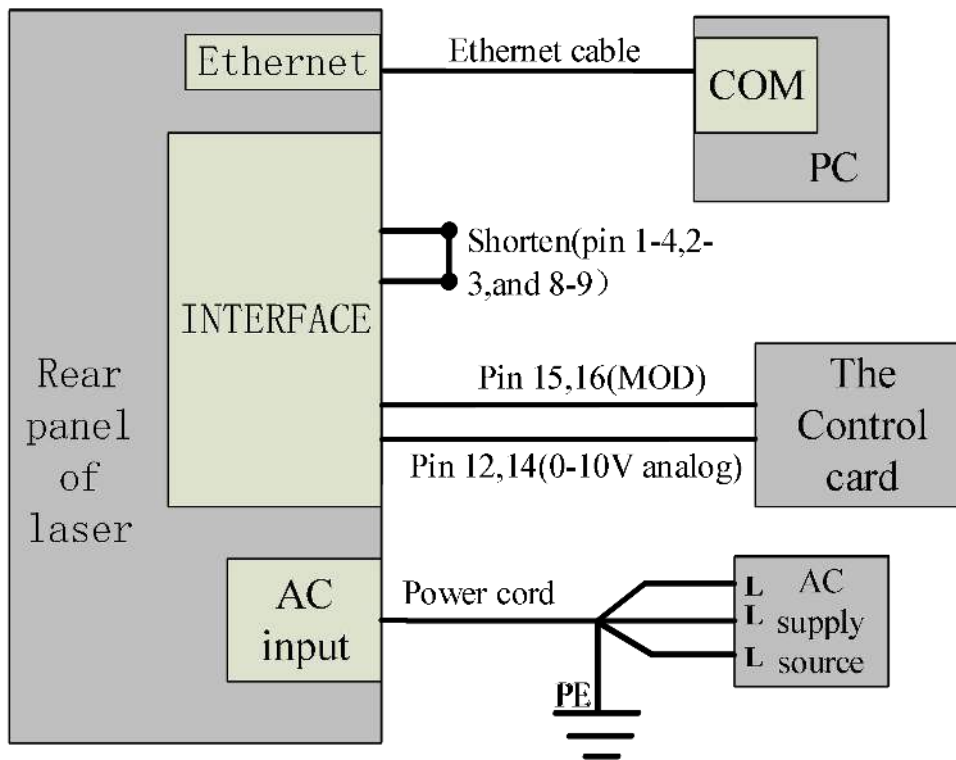 Ethernet
Ethernet cable
COM
PC
Shorten(pin 1-4,2-
3,and 8-9）
INTERFACE
Rear
panel
of
laser
Pin 15,16(MOD)
Pin 12,14(0-10V analog)
The
Control
card
AC
input
Power cord
PE
L
L
L
AC
supply
source